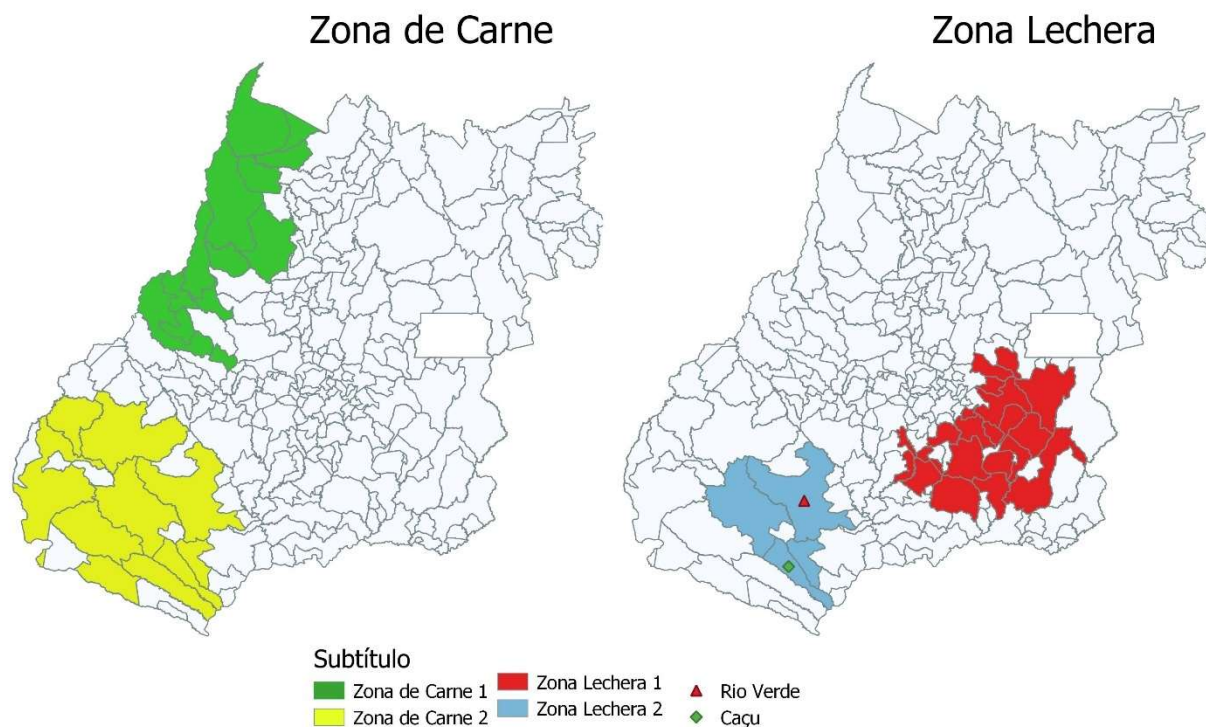 Zona de Carne
Zona Lechera
Subtítulo
Zona de Carne 1
Zona de Carne 2
Zona Lechera 1
Zona Lechera 2
Rio Verde
Caçu